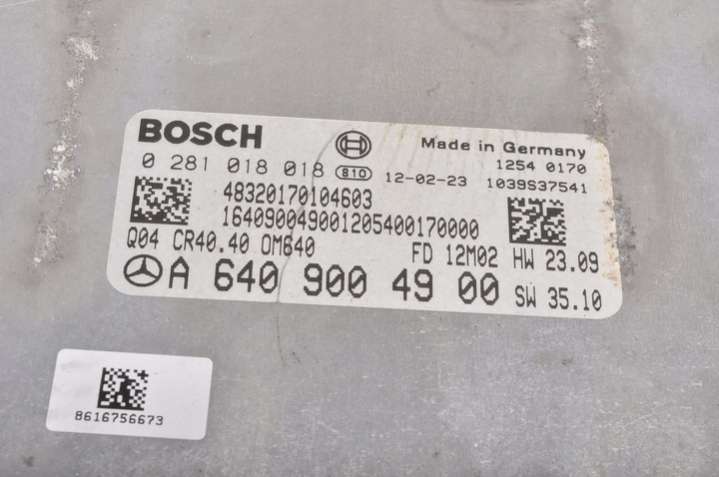 BOSCH
Made in Germany
0 281 018 018 810 12-02-23
1254 0170
1039S37541
48320170104603
164090049001205400170000
Q04 CR40.40 OM640 FD 12M02 HW 23.09
A 640 900 49 00 SW 35.10
8616756673